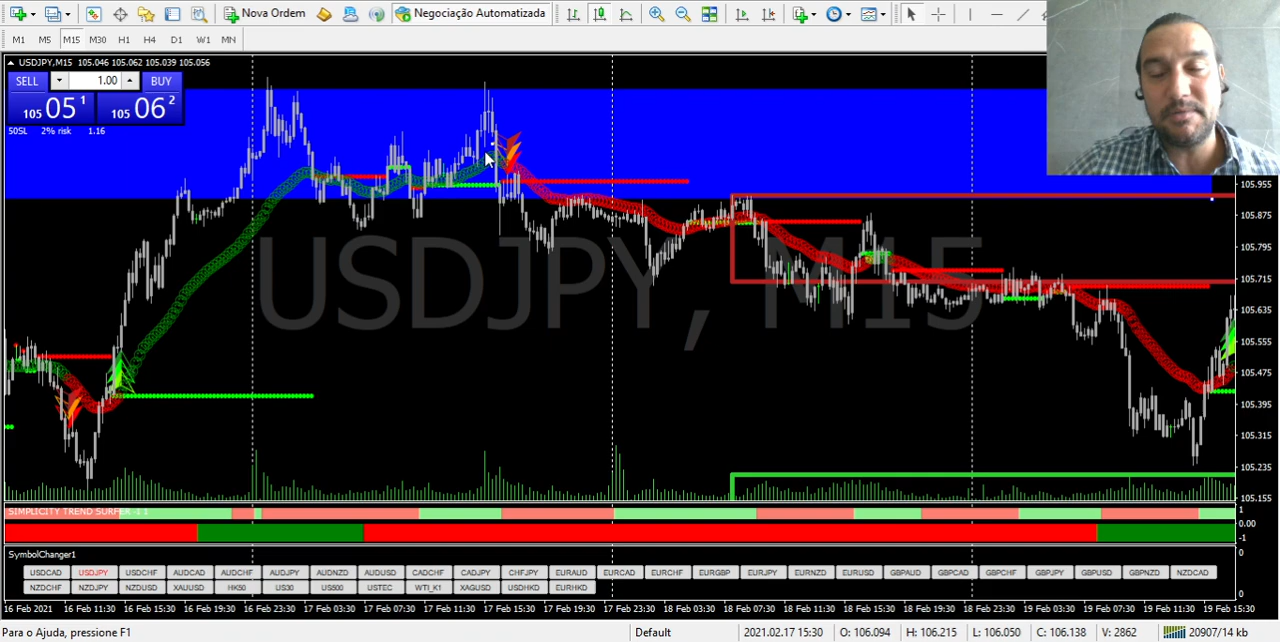 Nova Ordem
Negociação Automatizada
M1 M5 M15 M30 H1 H4 D1 W1 MN
USDJPY,M15 105.046 105.062 105.039 105.056
SELL 1.00 BUY
105 05 1 105 06 2
50SL 2% risk 1.16
USDJPY, M15
105.955
105.875
105.795
105.715
105.635
105.555
105.475
105.395
105.315
105.235
105.155
SIMPLICITY TREND SURFER -1 1
1
0.00
-1
SymbolChanger1
0
USDCAD USDJPY USDCHF AUDCAD AUDCHF AUDJPY AUDNZD AUDUSD CADCHF CADJPY CHFJPY EURAUD EURCAD EURCHF EURGBP EURJPY EURNZD EURUSD GBPAUD GBPCAD GBPCHF GBPJPY GBPUSD GBPNZD NZDCAD
NZDCHF NZDJPY NZDUSD XAUUSD HK50 US30 US500 USTEC WTI_K1 XAGUSD USDHKD EURHKD
0
16 Feb 2021 16 Feb 11:30 16 Feb 15:30 16 Feb 19:30 16 Feb 23:30 17 Feb 03:30 17 Feb 07:30 17 Feb 11:30 17 Feb 15:30 17 Feb 19:30 17 Feb 23:30 18 Feb 03:30 18 Feb 07:30 18 Feb 11:30 18 Feb 15:30 18 Feb 19:30 18 Feb 23:30 19 Feb 03:30 19 Feb 07:30 19 Feb 11:30 19 Feb 15:30
Para o Ajuda, pressione F1 Default 2021.02.17 15:30 O: 106.094 H: 106.215 L: 106.050 C: 106.138 V: 2862 20907/14 kb